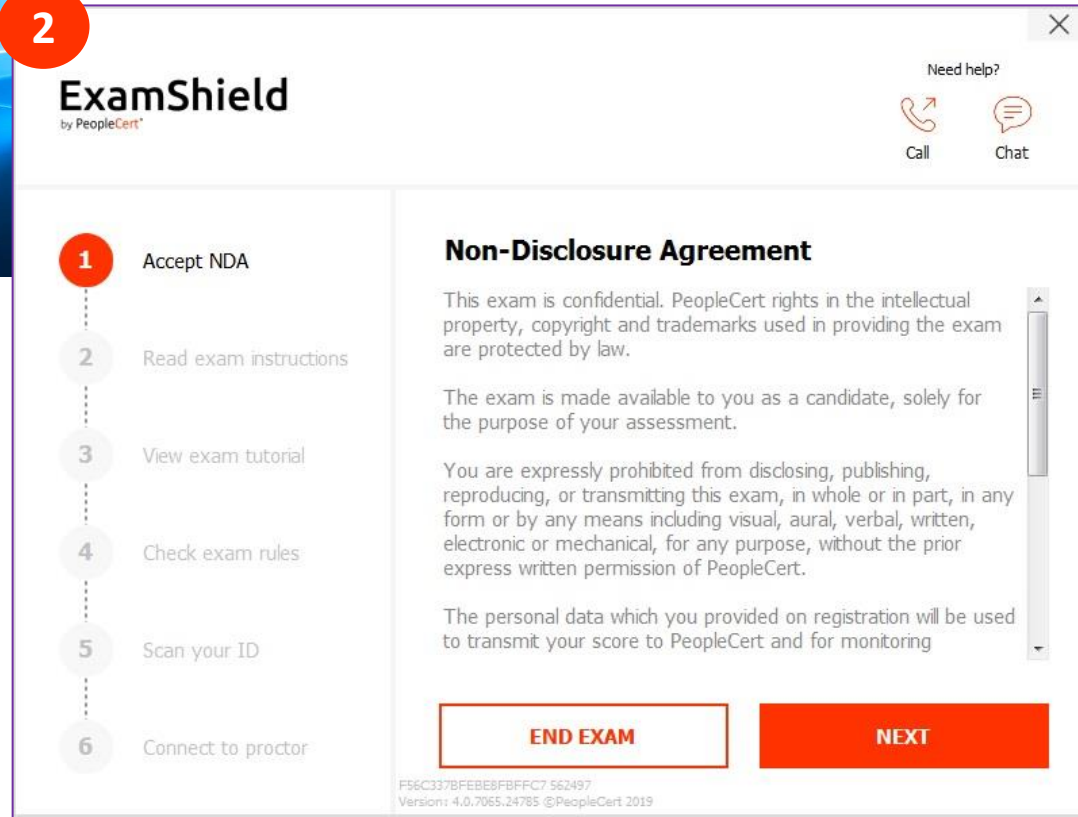 2
ExamShield
by PeopleCert
Need help?
Call
Chat
1 Accept NDA
2 Read exam instructions
3 View exam tutorial
4 Check exam rules
5 Scan your ID
6 Connect to proctor
Non-Disclosure Agreement
This exam is confidential. PeopleCert rights in the intellectual
property, copyright and trademarks used in providing the exam
are protected by law.
The exam is made available to you as a candidate, solely for
the purpose of your assessment.
You are expressly prohibited from disclosing, publishing,
reproducing, or transmitting this exam, in whole or in part, in any
form or by any means including visual, aural, verbal, written,
electronic or mechanical, for any purpose, without the prior
express written permission of PeopleCert.
The personal data which you provided on registration will be used
to transmit your score to PeopleCert and for monitoring
END EXAM
NEXT
F56C337BFEBEBFBFFC7 562497
Version: 4.0.7065.24785 ©PeopleCert 2019